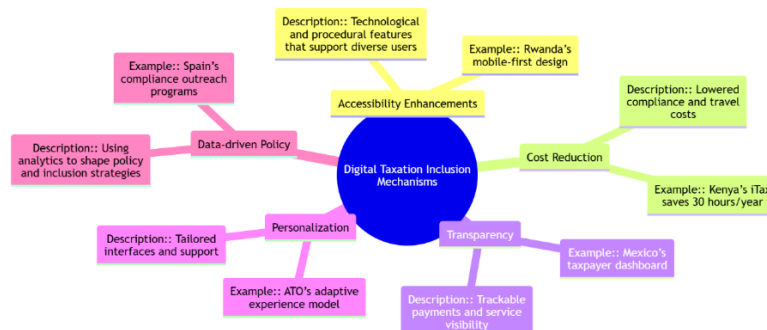 Description:: Technological
and procedural features
that support diverse users
Example:: Rwanda's
mobile-first design
Accessibility Enhancements
Example:: Spain's
compliance outreach
programs
Description:: Using
analytics to shape policy
and inclusion strategies
Data-driven Policy
Description:: Lowered
compliance and travel
costs
Cost Reduction
Example:: Kenya's iTax
saves 30 hours/year
Digital Taxation Inclusion
Mechanisms
Personalization
Description:: Tailored
interfaces and support
Example:: ATO's adaptive
experience model
Transparency
Example:: Mexico's
taxpayer dashboard
Description:: Trackable
payments and service
visibility